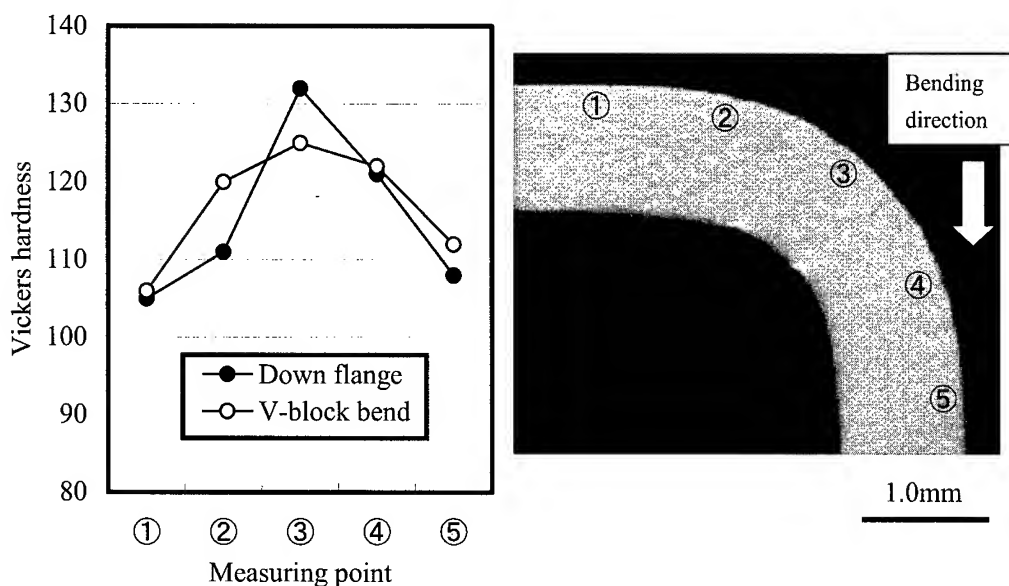 140
130
120
110
100
90
80
Vickers hardness
Down flange
V-block bend
① ② ③ ④ ⑤
Measuring point
Bending
direction
①
②
③
④
⑤
1.0mm